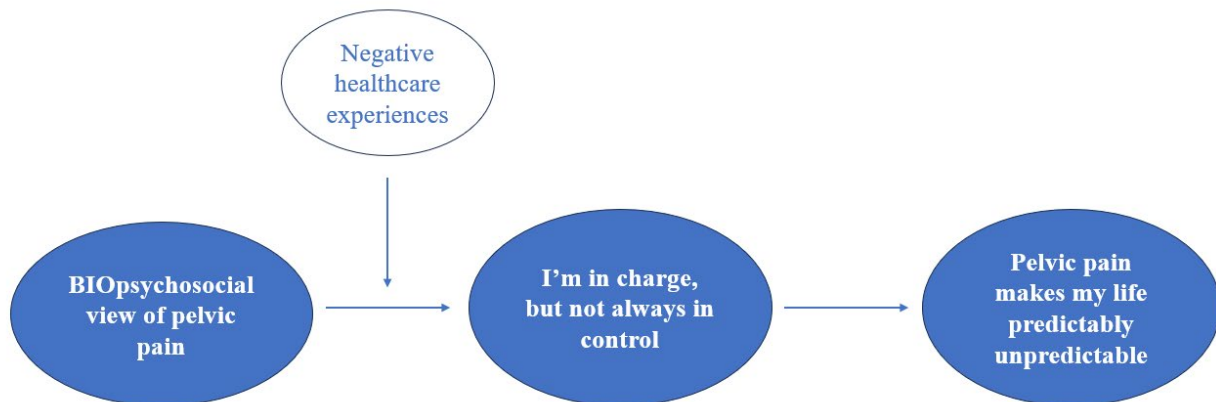 Negative
healthcare
experiences
BIOpsychosocial
view of pelvic
pain
I’m in charge,
but not always in
control
Pelvic pain
makes my life
predictably
unpredictable